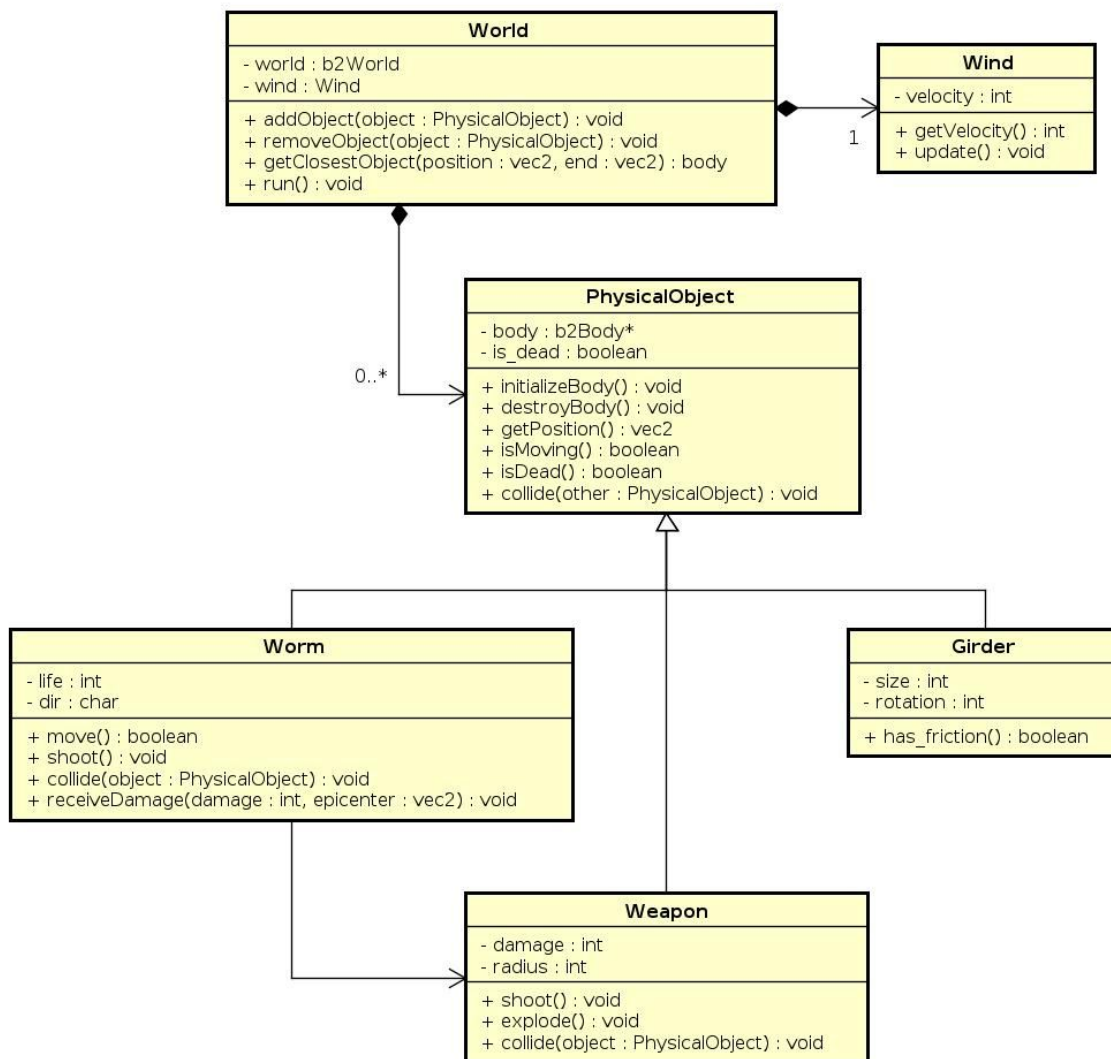 World
- world : b2World
- wind : Wind
+ addObject(object : PhysicalObject) : void
+ removeObject(object : PhysicalObject) : void
+ getClosestObject(position : vec2, end : vec2) : body
+ run() : void
Wind
- velocity : int
+ getVelocity() : int
+ update() : void
1
0..*
PhysicalObject
- body : b2Body*
- is_dead : boolean
+ initializeBody() : void
+ destroyBody() : void
+ getPosition() : vec2
+ isMoving() : boolean
+ isDead() : boolean
+ collide(other : PhysicalObject) : void
Worm
- life : int
- dir : char
+ move() : boolean
+ shoot() : void
+ collide(object : PhysicalObject) : void
+ receiveDamage(damage : int, epicenter : vec2) : void
Girder
- size : int
- rotation : int
+ has_friction() : boolean
Weapon
- damage : int
- radius : int
+ shoot() : void
+ explode() : void
+ collide(object : PhysicalObject) : void